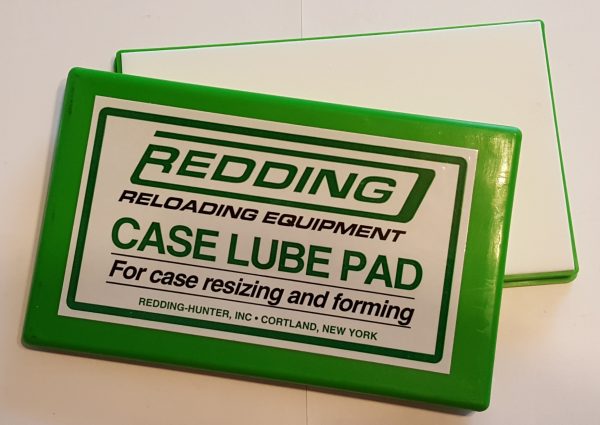 REDDING
RELOADING EQUIPMENT
CASE LUBE PAD
For case resizing and forming
REDDING-HUNTER, INC • CORTLAND, NEW YORK